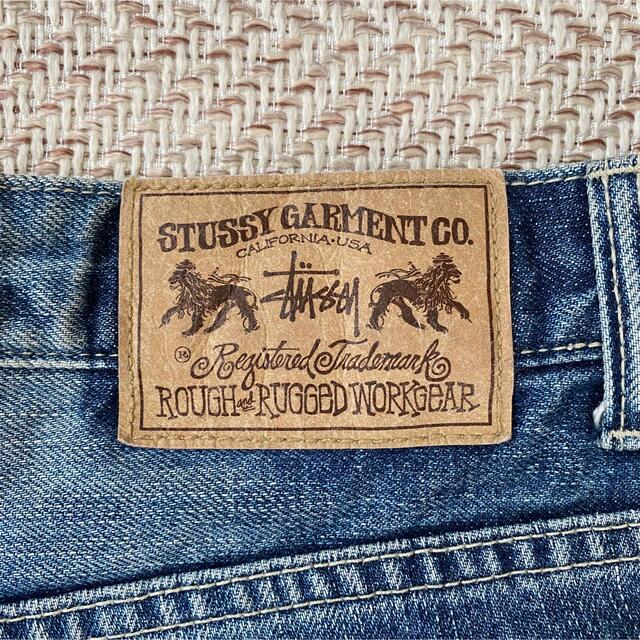 STUSSY GARMENT CO.
CALIFORNIA·USA
Stüssy
® Registered Trademark
ROUGH and RUGGED WORKGEAR